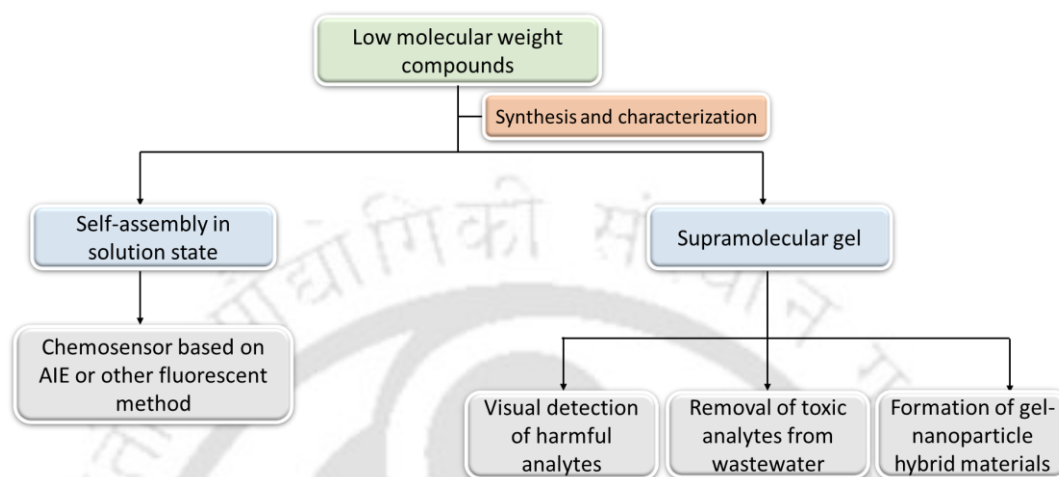 Low molecular weight
compounds
Synthesis and characterization
Self-assembly in
solution state
Supramolecular gel
Chemosensor based on
AIE or other fluorescent
method
Visual detection
of harmful
analytes
Removal of toxic
analytes from
wastewater
Formation of gel-
nanoparticle
hybrid materials